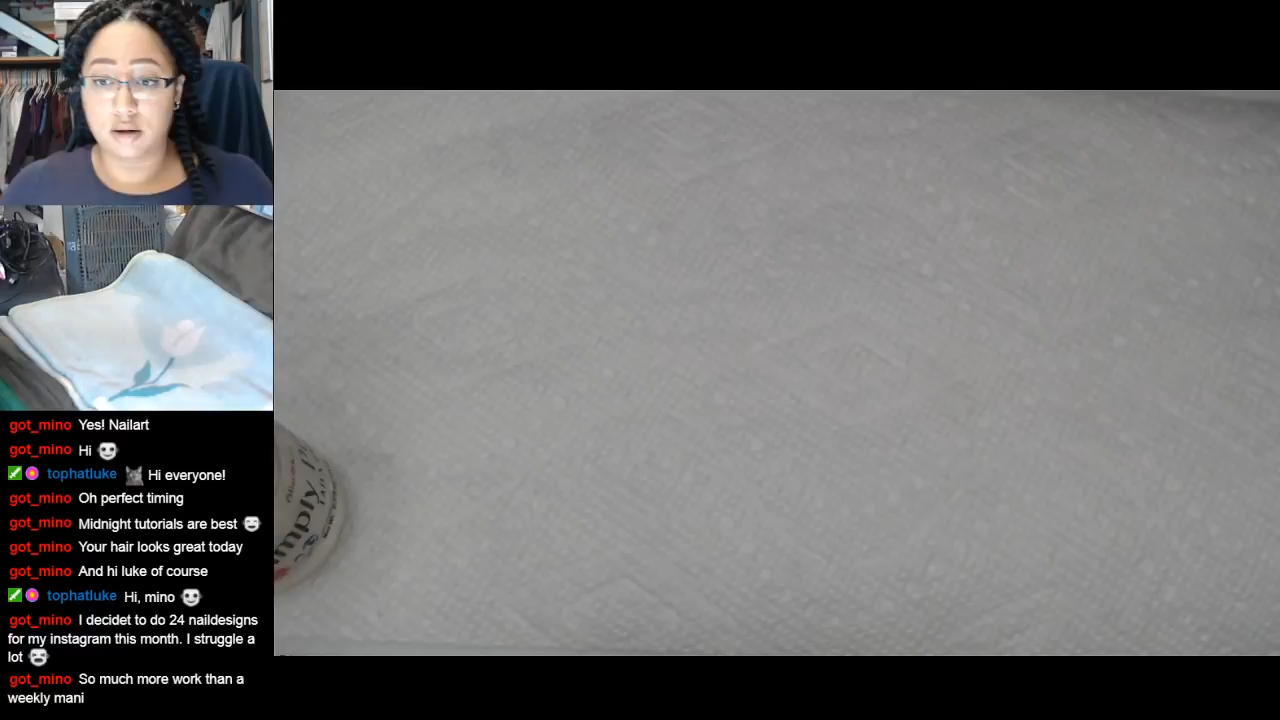 got_mino Yes! Nailart
got_mino Hi
tophatluke Hi everyone!
got_mino Oh perfect timing
got_mino Midnight tutorials are best
got_mino Your hair looks great today
got_mino And hi luke of course
tophatluke Hi, mino
got_mino I decidet to do 24 naildesigns
for my instagram this month. I struggle a
lot
got_mino So much more work than a
weekly mani